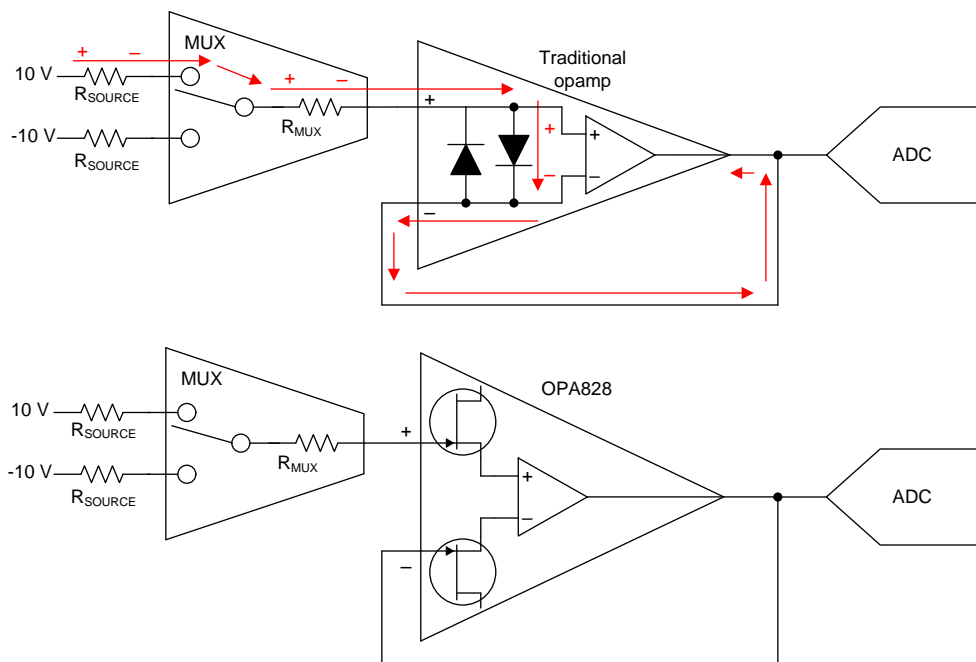 MUX
Traditional
opamp
+ −
10 V
RSOURCE
+ −
+
RMUX
+
+
−
−
-10 V
RSOURCE
−
ADC
MUX
OPA828
10 V
RSOURCE
+
RMUX
-10 V
RSOURCE
+
−
−
ADC